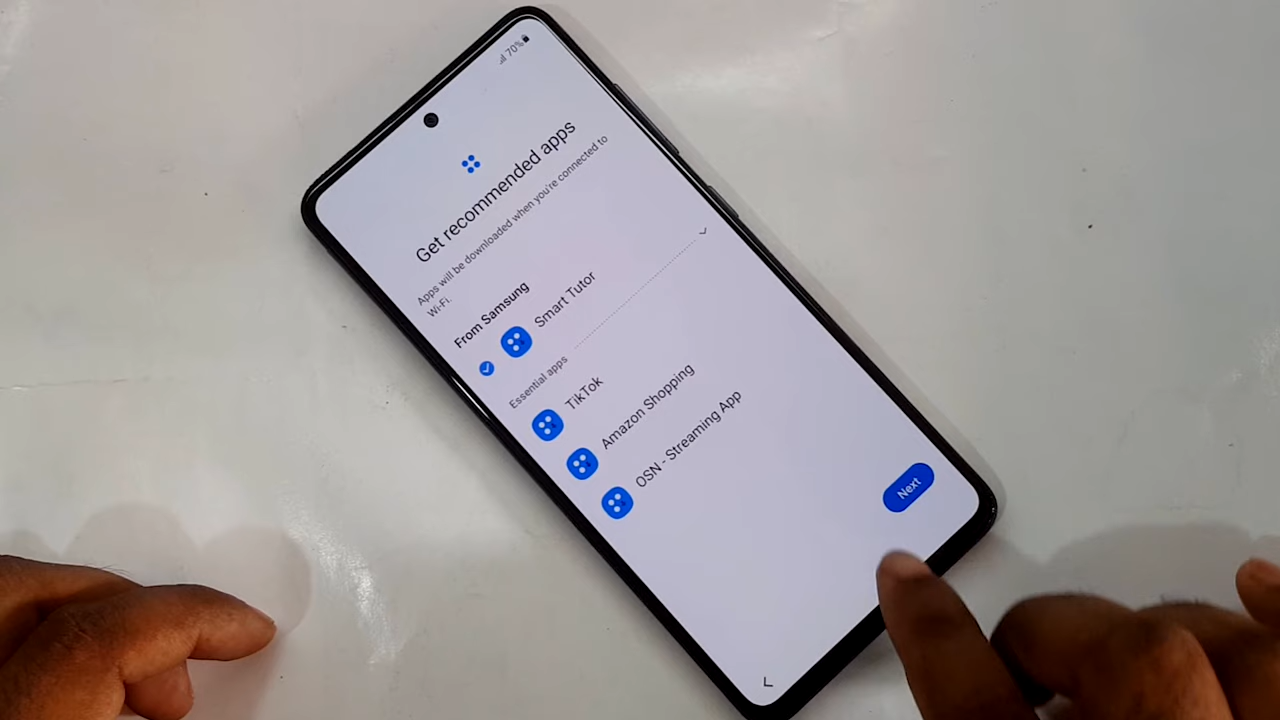 70%
Get recommended apps
Apps will be downloaded when you're connected to
Wi-Fi.
From Samsung
Smart Tutor
Essential apps
TikTok
Amazon Shopping
OSN - Streaming App
Next